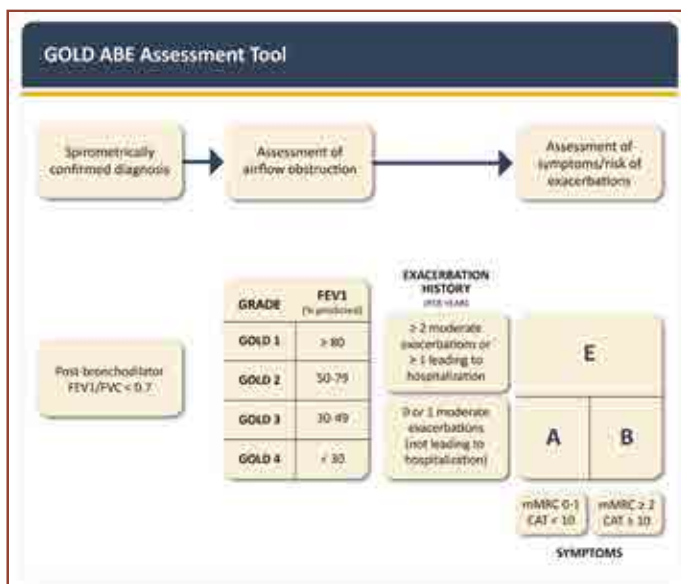 GOLD ABE Assessment Tool
Spirometrically
confirmed diagnosis
Assessment of
airflow obstruction
Assessment of
symptoms/risk of
exacerbations
Post-bronchodilator
FEV1/FVC < 0.7
GRADE
FEV1
(% predicted)
GOLD 1
≥ 80
GOLD 2
50-79
GOLD 3
30-49
GOLD 4
< 30
EXACERBATION
HISTORY
(PER YEAR)
≥ 2 moderate
exacerbations or
≥ 1 leading to
hospitalization
0 or 1 moderate
exacerbations
(not leading to
hospitalization)
E
A
B
mMRC 0-1
CAT < 10
mMRC ≥ 2
CAT ≥ 10
SYMPTOMS